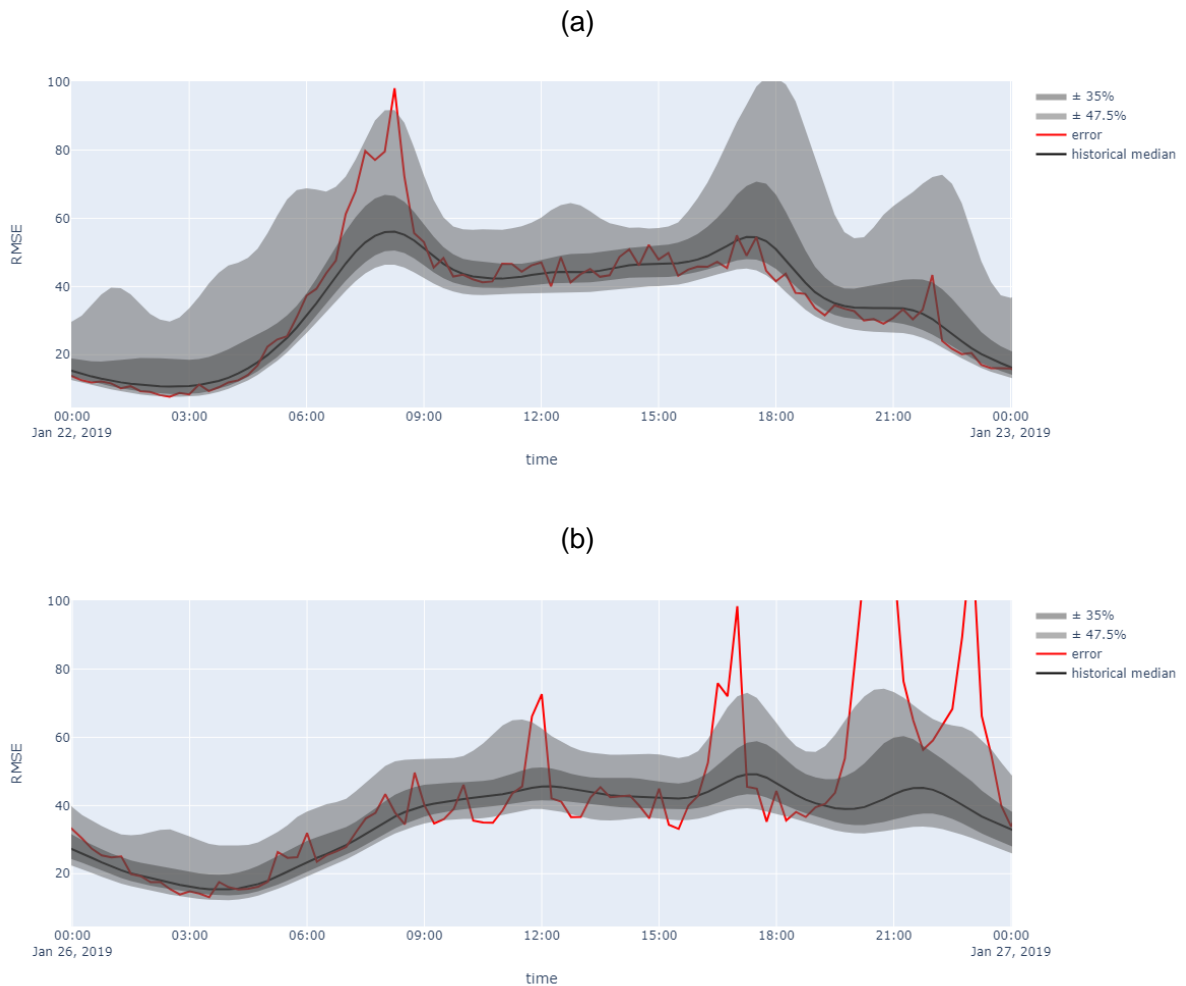 (a)
100
80
60
40
20
RMSE
00:00 03:00 06:00 09:00 12:00 15:00 18:00 21:00 00:00
Jan 22, 2019 Jan 23, 2019
time
± 35%
± 47.5%
error
historical median
(b)
100
80
60
40
20
RMSE
00:00 03:00 06:00 09:00 12:00 15:00 18:00 21:00 00:00
Jan 26, 2019 Jan 27, 2019
time
± 35%
± 47.5%
error
historical median